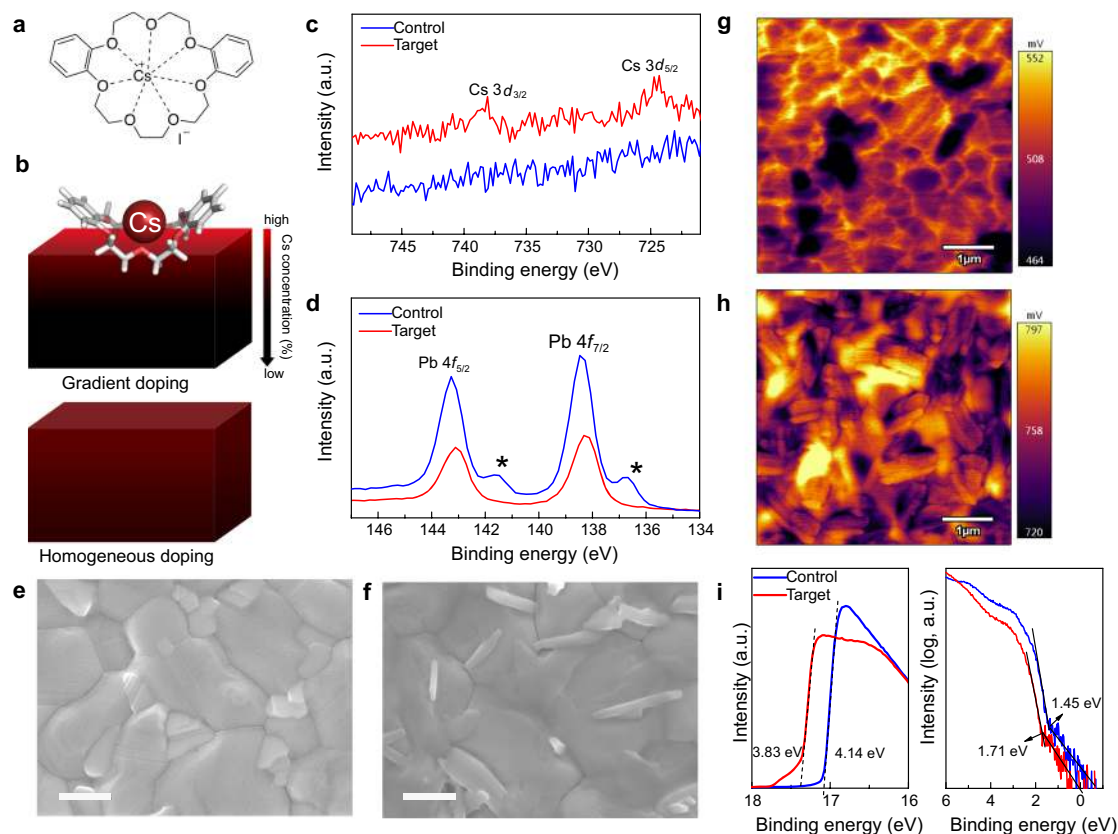 a
O
O
O
O
O
O
O
O
Cs
+
I⁻
b
Cs
high
Cs concentration (%)
low
Gradient doping
Homogeneous doping
c
Control
Target
Cs 3d3/2
Cs 3d5/2
Intensity (a.u.)
745 740 735 730 725
Binding energy (eV)
d
Control
Target
Pb 4f5/2
Pb 4f7/2
* *
Intensity (a.u.)
146 144 142 140 138 136 134
Binding energy (eV)
e
f
g
mV
552
508
464
1μm
h
mV
797
758
720
1μm
i
Control
Target
Intensity (a.u.)
3.83 eV
4.14 eV
18 17 16
Binding energy (eV)
Intensity (log, a.u.)
1.45 eV
1.71 eV
6 4 2 0
Binding energy (eV)